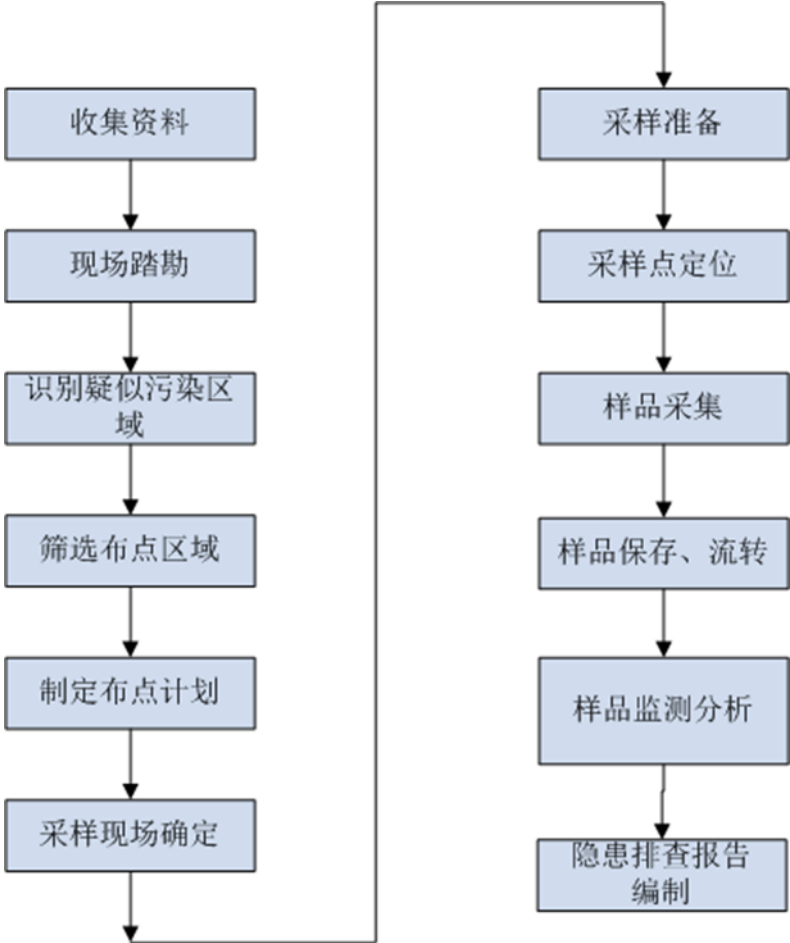 收集资料
现场踏勘
识别疑似污染区
域
筛选布点区域
制定布点计划
采样现场确定
采样准备
采样点定位
样品采集
样品保存、流转
样品监测分析
隐患排查报告
编制